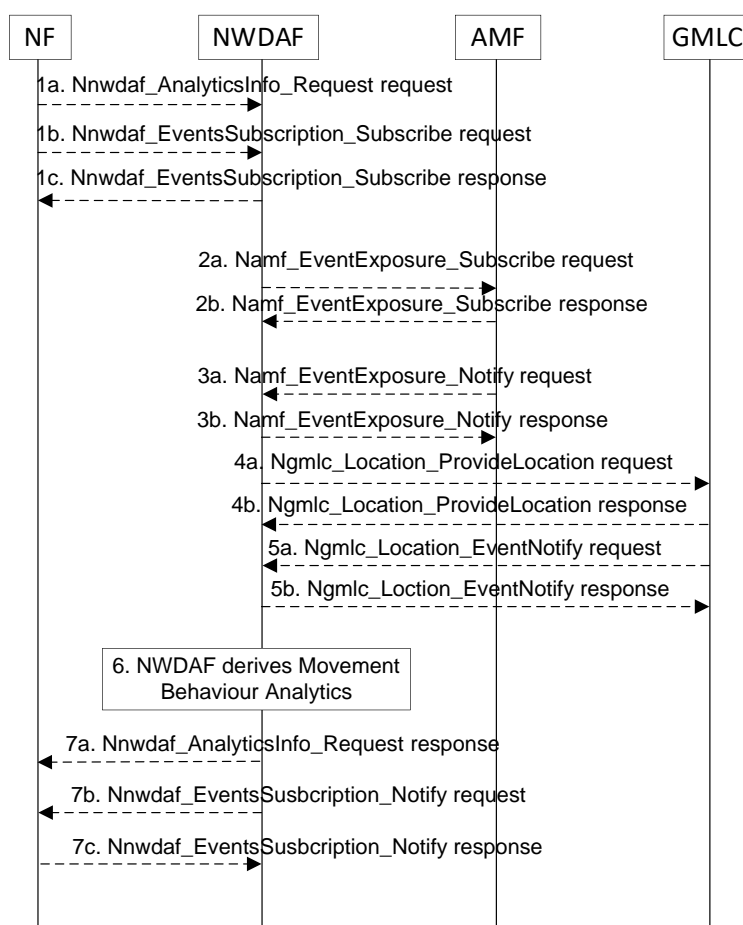 NF NWDAF AMF GMLC
1a. Nnwdaf_AnalyticsInfo_Request request
1b. Nnwdaf_EventsSubscription_Subscribe request
1c. Nnwdaf_EventsSubscription_Subscribe response
2a. Namf_EventExposure_Subscribe request
2b. Namf_EventExposure_Subscribe response
3a. Namf_EventExposure_Notify request
3b. Namf_EventExposure_Notify response
4a. Ngmlc_Location_ProvideLocation request
4b. Ngmlc_Location_ProvideLocation response
5a. Ngmlc_Location_EventNotify request
5b. Ngmlc_Loction_EventNotify response
6. NWDAF derives Movement
Behaviour Analytics
7a. Nnwdaf_AnalyticsInfo_Request response
7b. Nnwdaf_EventsSusbcription_Notify request
7c. Nnwdaf_EventsSusbcription_Notify response